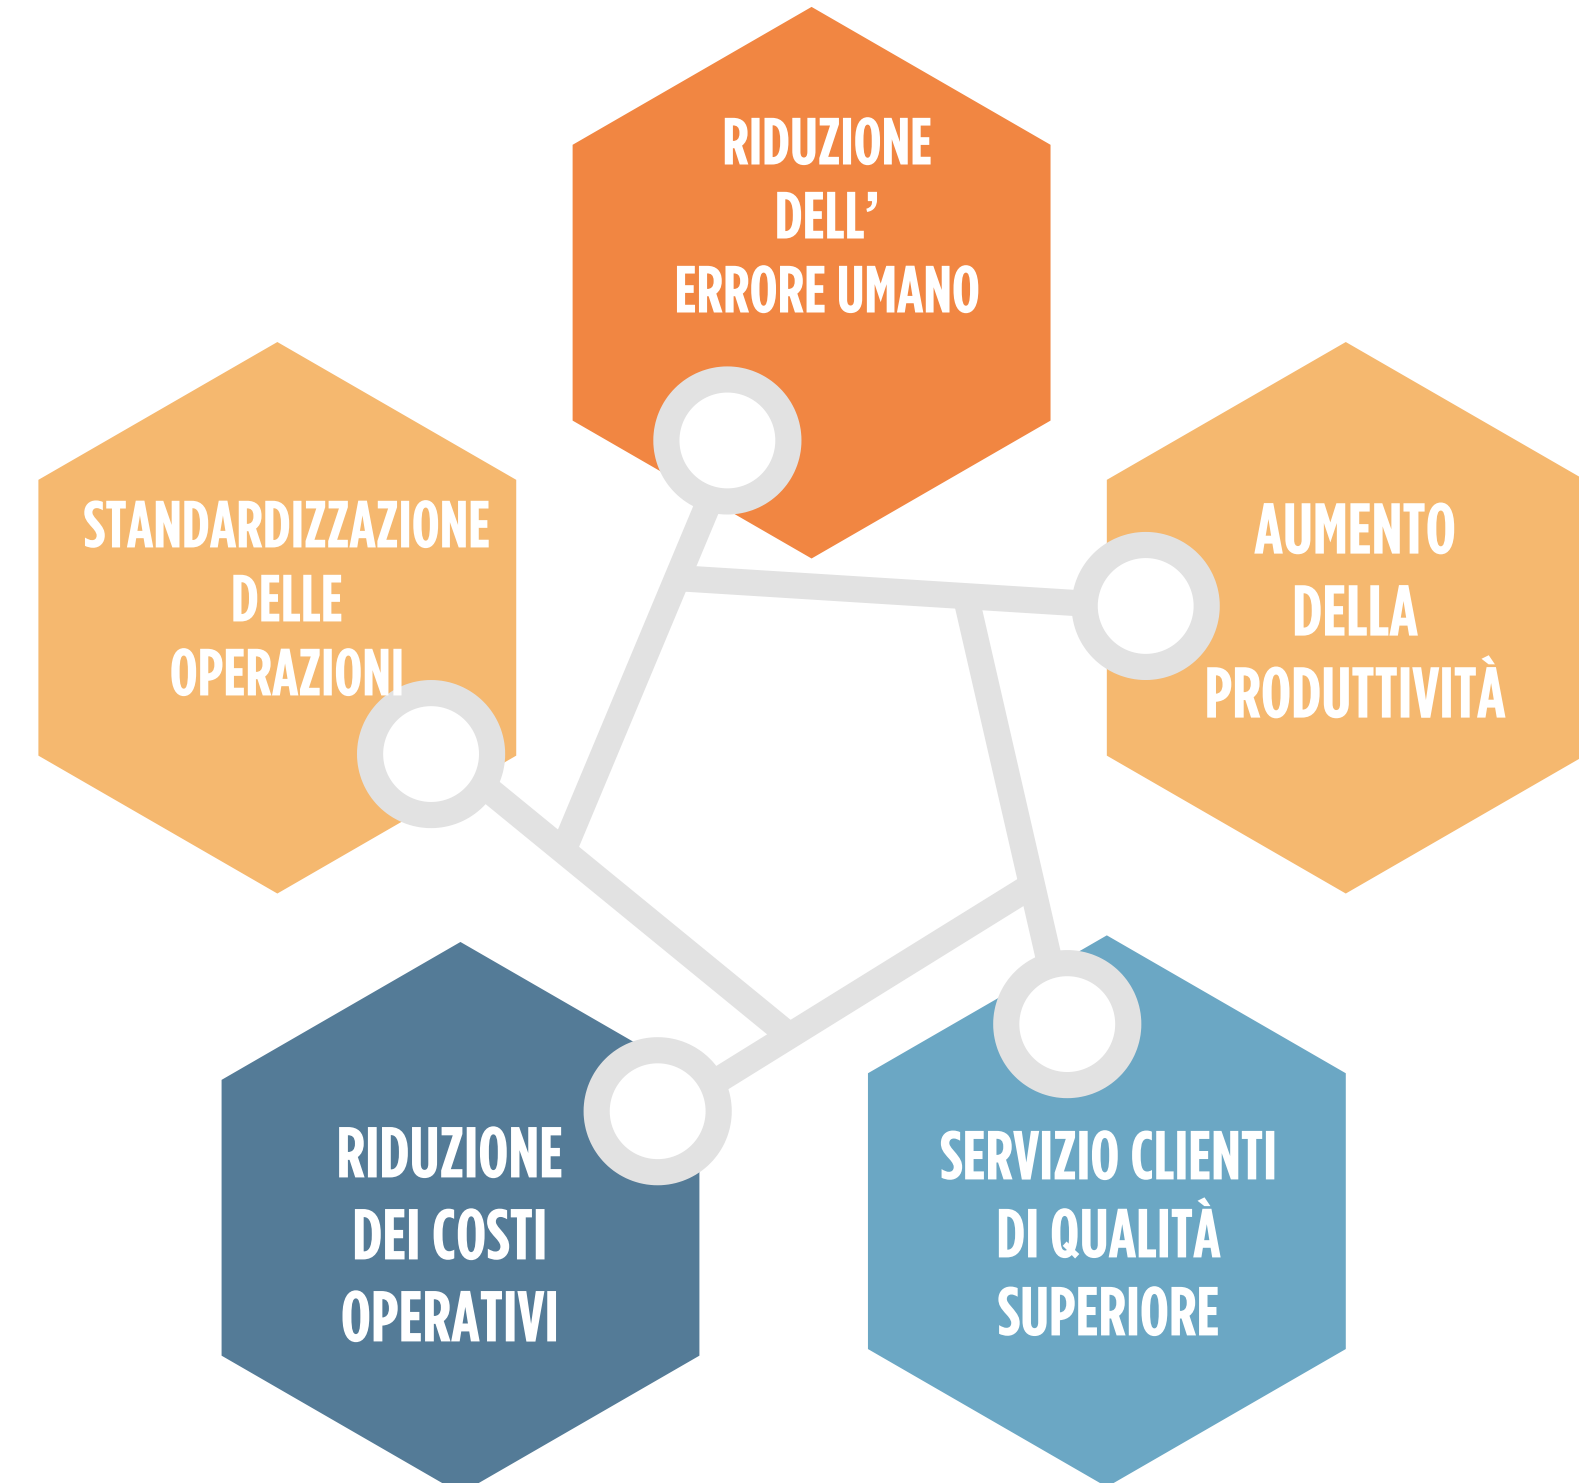 RIDUZIONE
DELL’
ERRORE UMANO
STANDARDIZZAZIONE
DELLE
OPERAZIONI
AUMENTO
DELLA
PRODUTTIVITÀ
RIDUZIONE
DEI COSTI
OPERATIVI
SERVIZIO CLIENTI
DI QUALITÀ
SUPERIORE